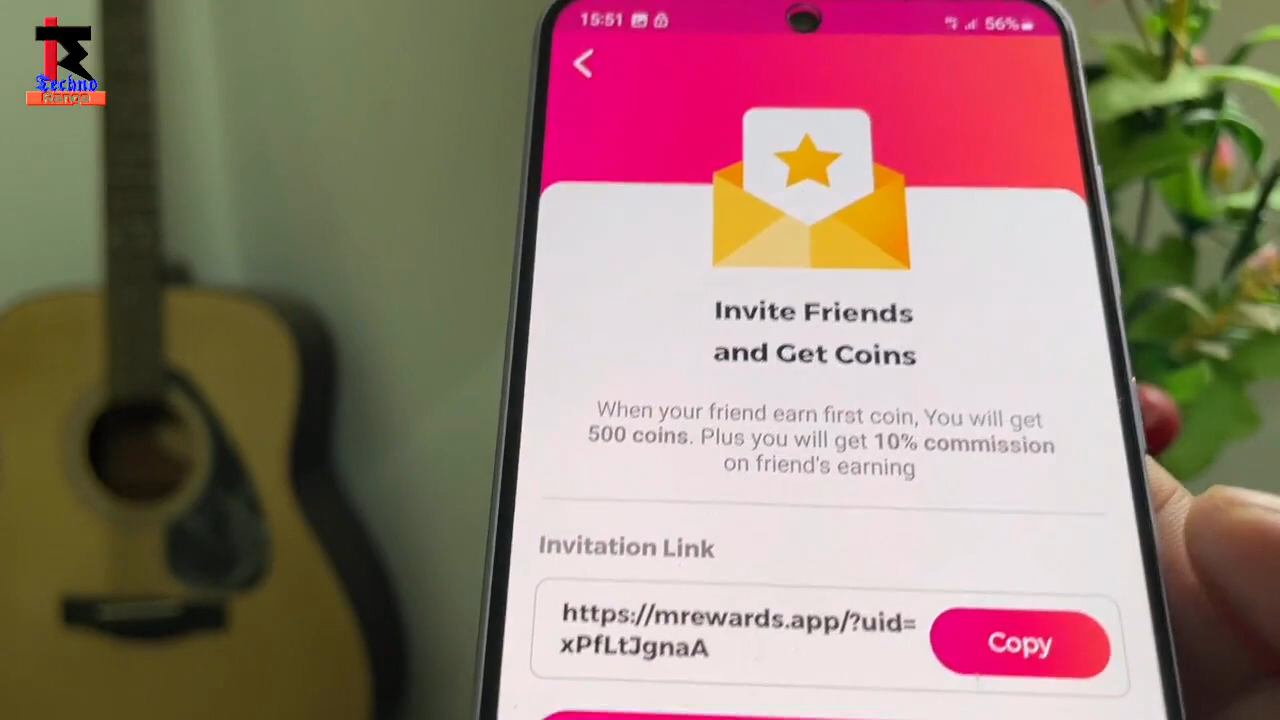 Techno
Range
15:51
56%
Invite Friends
and Get Coins
When your friend earn first coin, You will get
500 coins. Plus you will get 10% commission
on friend's earning
Invitation Link
https://mrewards.app/?uid=
xPfLtJgnaA
Copy